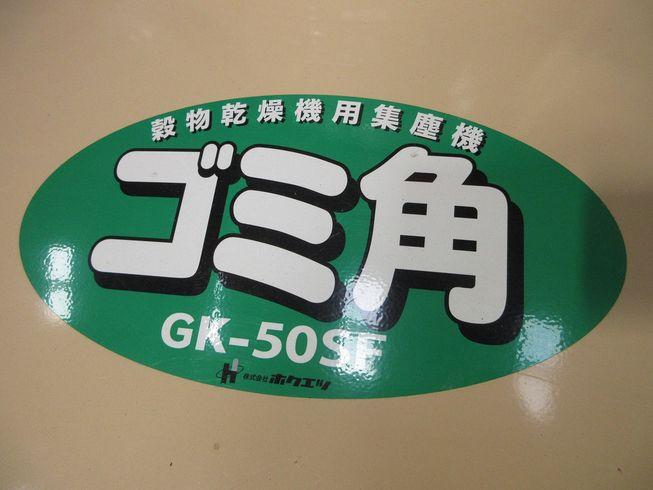 穀物乾燥機用集塵機
ゴミ角
GK-50SF
株式会社ホクエツ